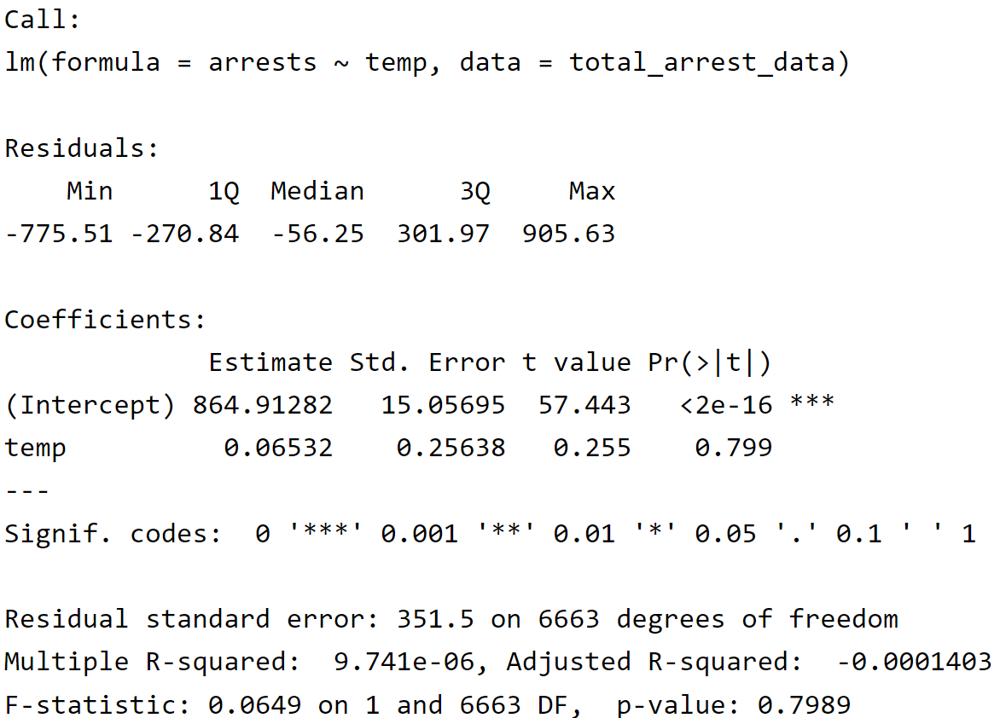 Call:
lm(formula = arrests ~ temp, data = total_arrest_data)
Residuals:
    Min      1Q  Median      3Q     Max
-775.51 -270.84  -56.25  301.97  905.63
Coefficients:
             Estimate Std. Error t value Pr(>|t|)
(Intercept) 864.91282   15.05695  57.443   <2e-16 ***
temp          0.06532    0.25638   0.255    0.799
---
Signif. codes:  0 '***' 0.001 '**' 0.01 '*' 0.05 '.' 0.1 ' ' 1
Residual standard error: 351.5 on 6663 degrees of freedom
Multiple R-squared:  9.741e-06, Adjusted R-squared:  -0.0001403
F-statistic: 0.0649 on 1 and 6663 DF,  p-value: 0.7989